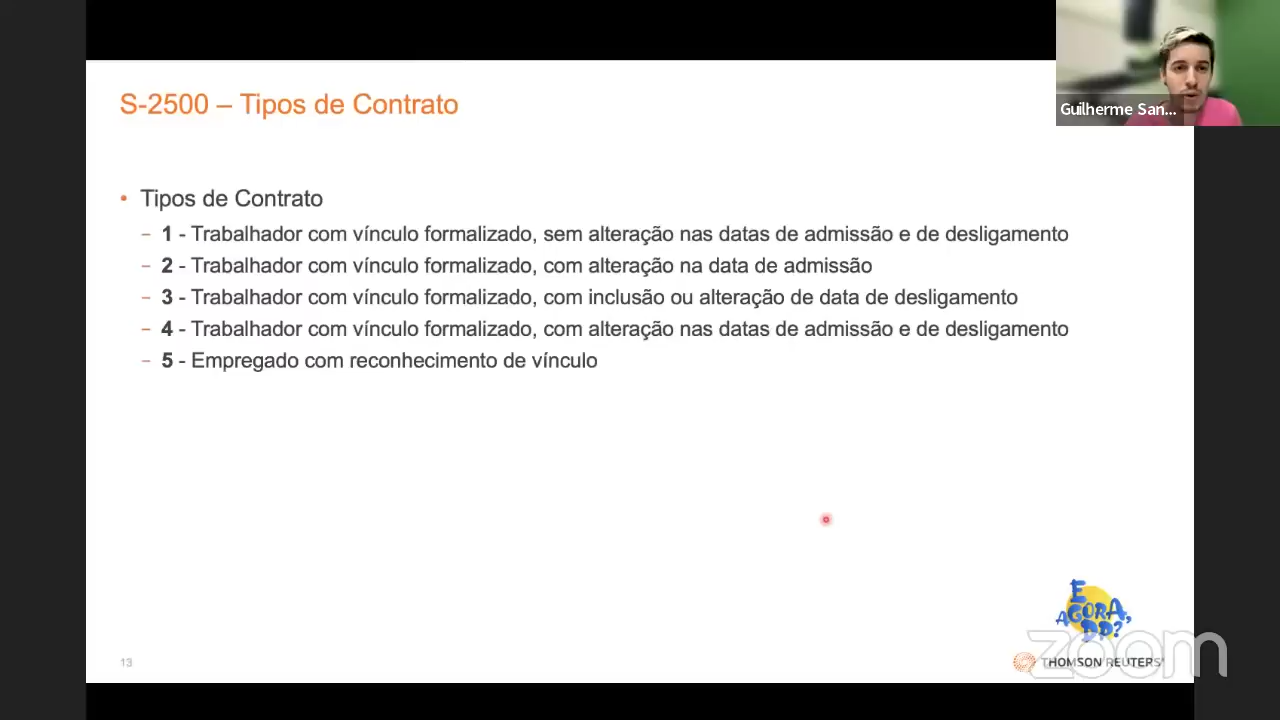 Guilherme San...
S-2500 – Tipos de Contrato
• Tipos de Contrato
– 1 - Trabalhador com vínculo formalizado, sem alteração nas datas de admissão e de desligamento
– 2 - Trabalhador com vínculo formalizado, com alteração na data de admissão
– 3 - Trabalhador com vínculo formalizado, com inclusão ou alteração de data de desligamento
– 4 - Trabalhador com vínculo formalizado, com alteração nas datas de admissão e de desligamento
– 5 - Empregado com reconhecimento de vínculo
E
AGORA,
DP?
zoom
13
THOMSON REUTERS